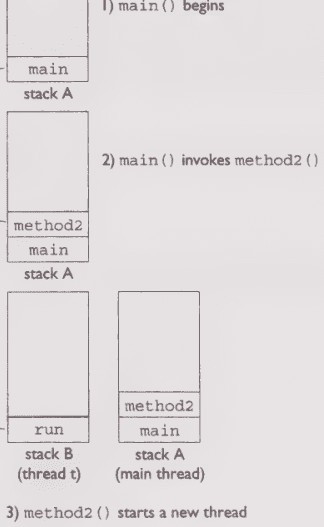 1) main() begins
main
stack A
2) main() invokes method2()
method2
main
stack A
method2
run
main
stack B
stack A
(thread t)
(main thread)
3) method2() starts a new thread